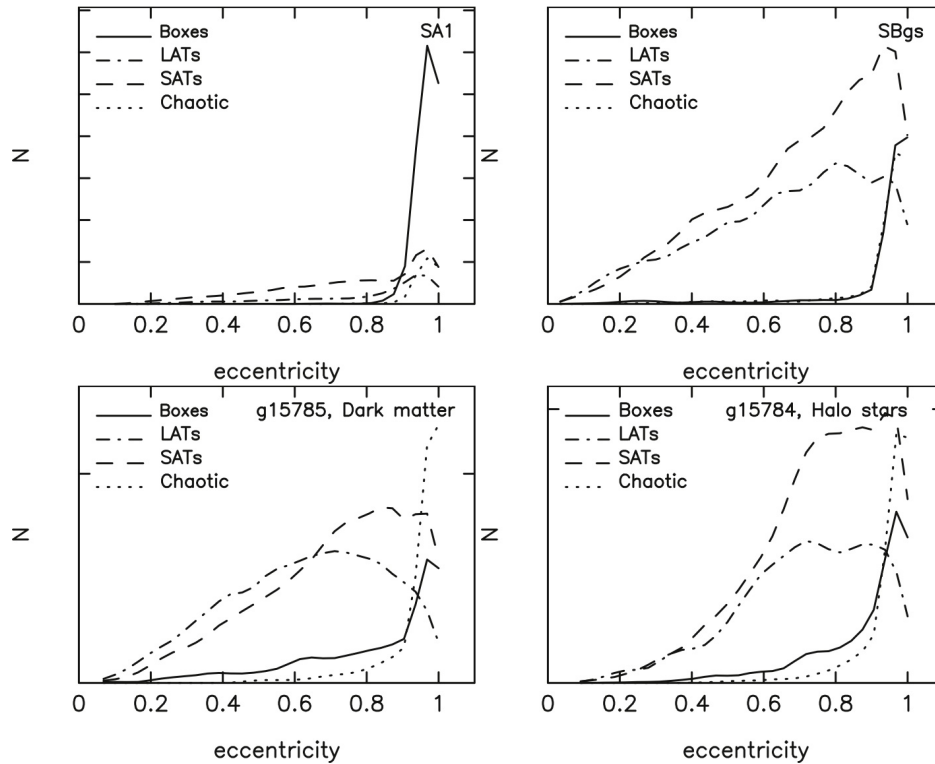 Boxes SA1
LATs
SATs
Chaotic
N
0 0.2 0.4 0.6 0.8 1
eccentricity
Boxes SBgs
LATs
SATs
Chaotic
N
0 0.2 0.4 0.6 0.8 1
eccentricity
Boxes g15785, Dark matter
LATs
SATs
Chaotic
N
0 0.2 0.4 0.6 0.8 1
eccentricity
Boxes g15784, Halo stars
LATs
SATs
Chaotic
N
0 0.2 0.4 0.6 0.8 1
eccentricity